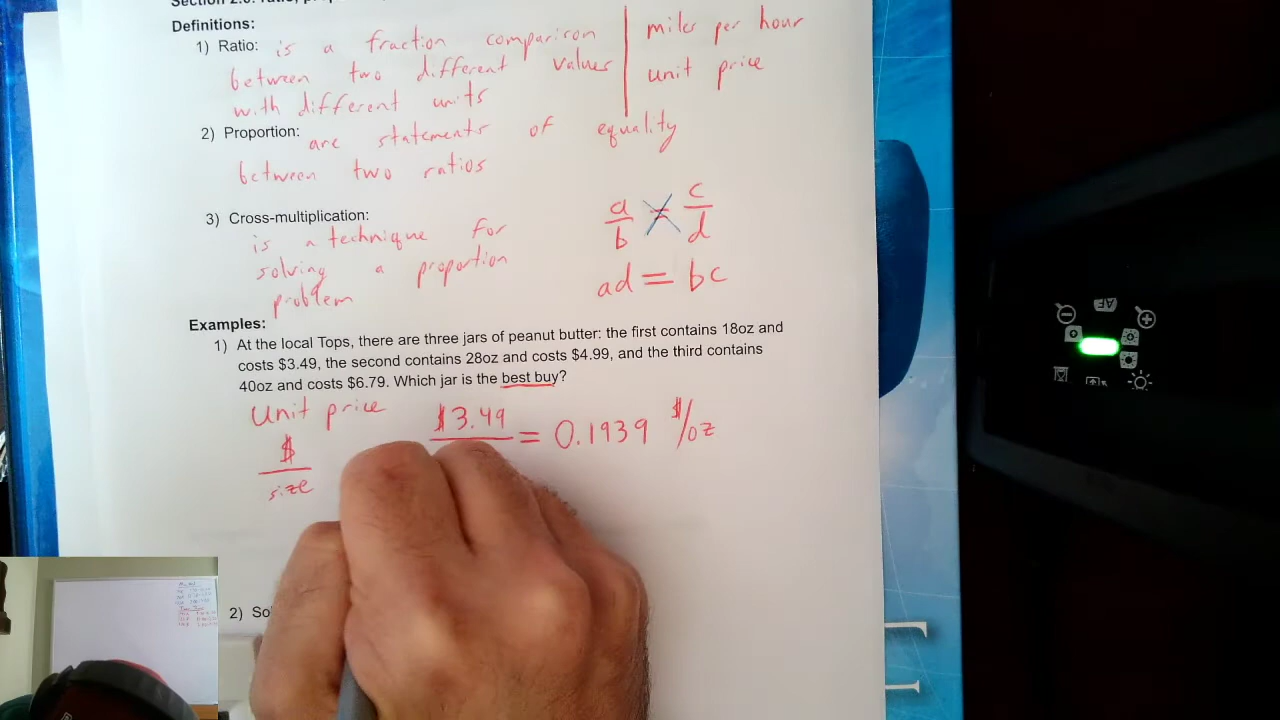 Definitions:
1) Ratio: is a fraction comparison
between two different values
with different units
miles per hour
unit price
2) Proportion: are statements of equality
between two ratios
3) Cross-multiplication:
is a technique for
solving a proportion
problem
a/b = c/d
ad = bc
Examples:
1) At the local Tops, there are three jars of peanut butter: the first contains 18oz and
costs $3.49, the second contains 28oz and costs $4.99, and the third contains
40oz and costs $6.79. Which jar is the best buy?
Unit price
$/size
$3.49 = 0.1939 $/oz
2) So
AF